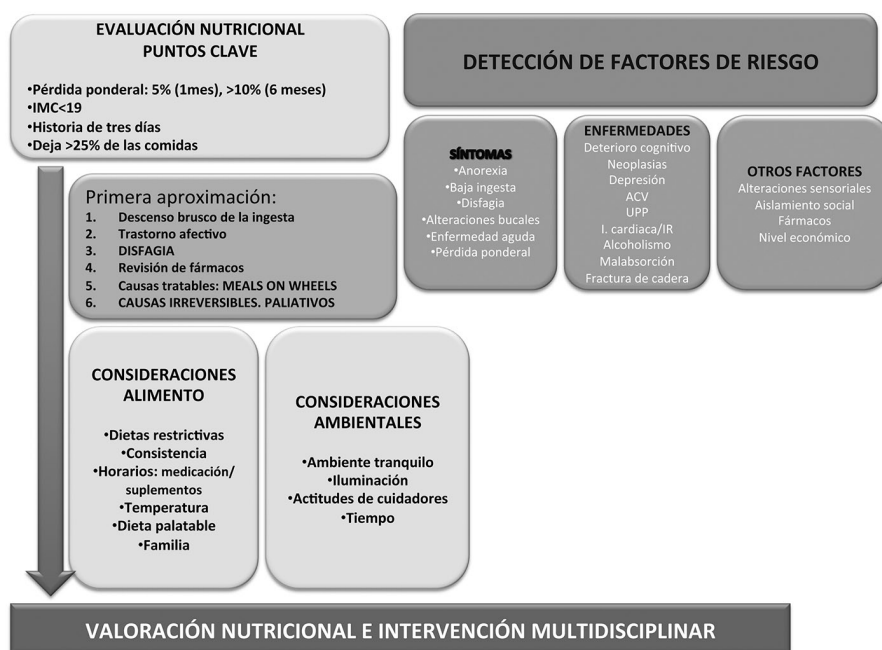 EVALUACIÓN NUTRICIONAL
PUNTOS CLAVE
•Pérdida ponderal: 5% (1mes), >10% (6 meses)
•IMC<19
•Historia de tres días
•Deja >25% de las comidas
DETECCIÓN DE FACTORES DE RIESGO
SÍNTOMAS
•Anorexia
•Baja ingesta
•Disfagia
•Alteraciones bucales
•Enfermedad aguda
•Pérdida ponderal
ENFERMEDADES
Deterioro cognitivo
Neoplasias
Depresión
ACV
UPP
I. cardiaca/IR
Alcoholismo
Malabsorción
Fractura de cadera
OTROS FACTORES
Alteraciones sensoriales
Aislamiento social
Fármacos
Nivel económico
Primera aproximación:
1. Descenso brusco de la ingesta
2. Trastorno afectivo
3. DISFAGIA
4. Revisión de fármacos
5. Causas tratables: MEALS ON WHEELS
6. CAUSAS IRREVERSIBLES. PALIATIVOS
CONSIDERACIONES
ALIMENTO
•Dietas restrictivas
•Consistencia
•Horarios: medicación/
suplementos
•Temperatura
•Dieta palatable
•Familia
CONSIDERACIONES
AMBIENTALES
•Ambiente tranquilo
•Iluminación
•Actitudes de cuidadores
•Tiempo
VALORACIÓN NUTRICIONAL E INTERVENCIÓN MULTIDISCIPLINAR